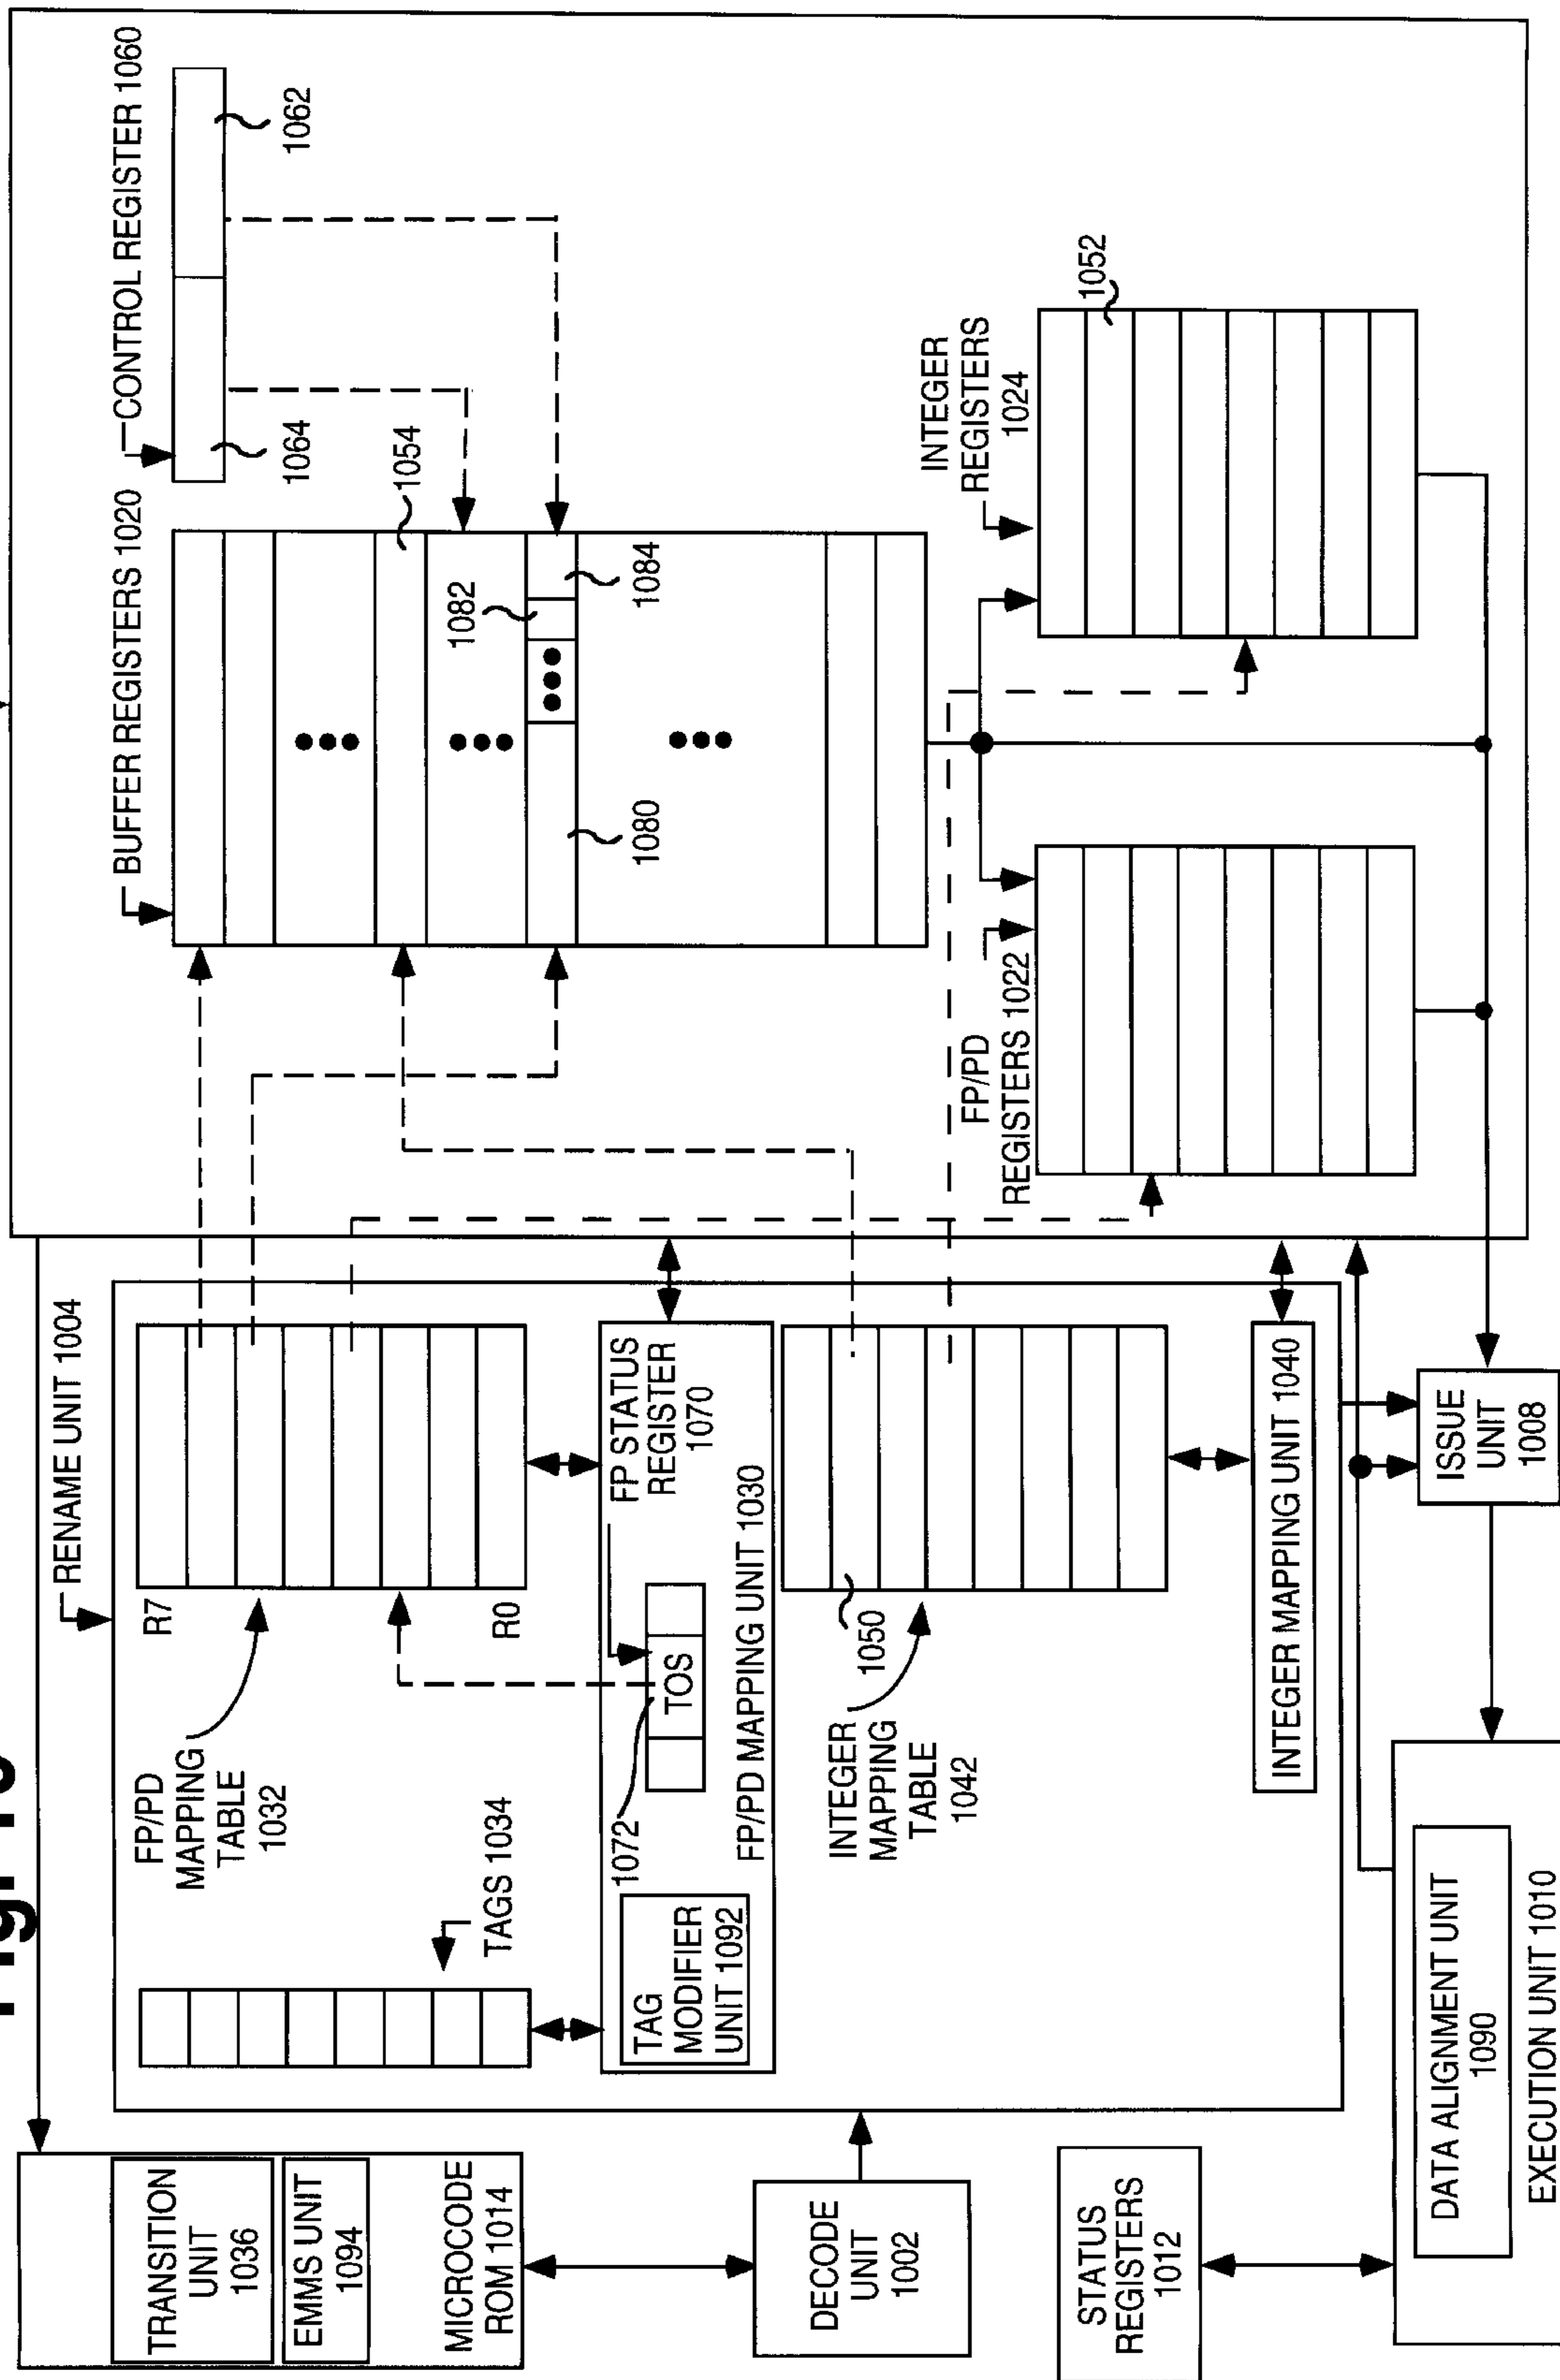 Fig. 10
TRANSITION
UNIT
1036
EMMS UNIT
1094
MICROCODE
ROM 1014
DECODE
UNIT
1002
STATUS
REGISTERS
1012
DATA ALIGNMENT UNIT
1090
EXECUTION UNIT 1010
RENAME UNIT 1004
R7
R0
FP/PD
MAPPING
TABLE
1032
TAGS 1034
TAG
MODIFIER
UNIT 1092
1072
TOS
FP STATUS
REGISTER
1070
FP/PD MAPPING UNIT 1030
1050
INTEGER
MAPPING
TABLE
1042
INTEGER MAPPING UNIT 1040
ISSUE
UNIT
1008
BUFFER REGISTERS 1020
CONTROL REGISTER 1060
1064
1062
1054
1080
1082
1084
FP/PD
REGISTERS 1022
INTEGER
REGISTERS
1024
1052